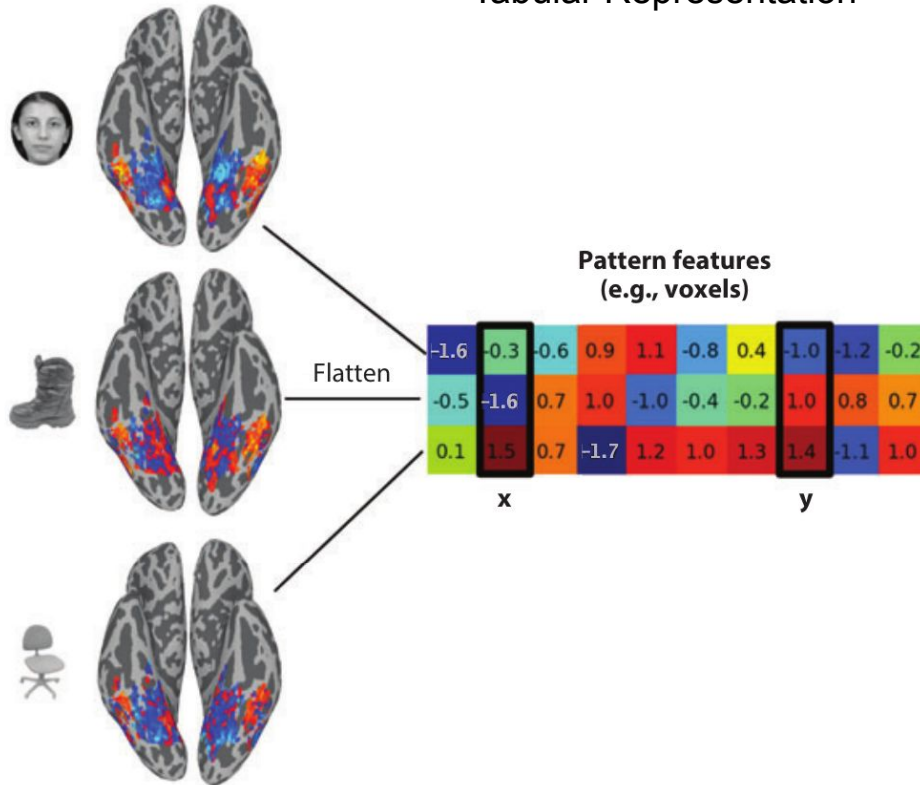 Tabular Representation
Pattern features
(e.g., voxels)
Flatten
-1.6 -0.3 -0.6 0.9 1.1 -0.8 0.4 -1.0 -1.2 -0.2
-0.5 -1.6 0.7 1.0 -1.0 -0.4 -0.2 1.0 0.8 0.7
0.1 1.5 0.7 -1.7 1.2 1.0 1.3 1.4 -1.1 1.0
x y